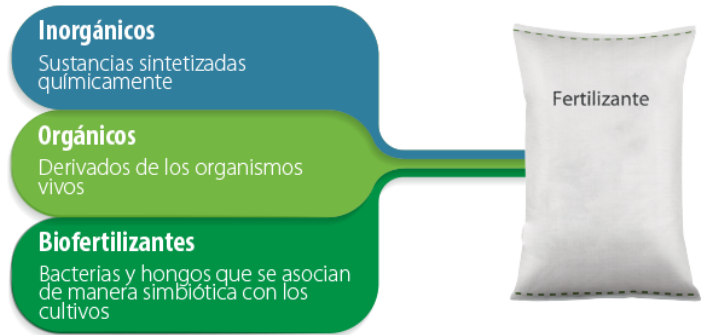 Inorgánicos
Sustancias sintetizadas
químicamente
Orgánicos
Derivados de los organismos
vivos
Biofertilizantes
Bacterias y hongos que se asocian
de manera simbiótica con los
cultivos
Fertilizante